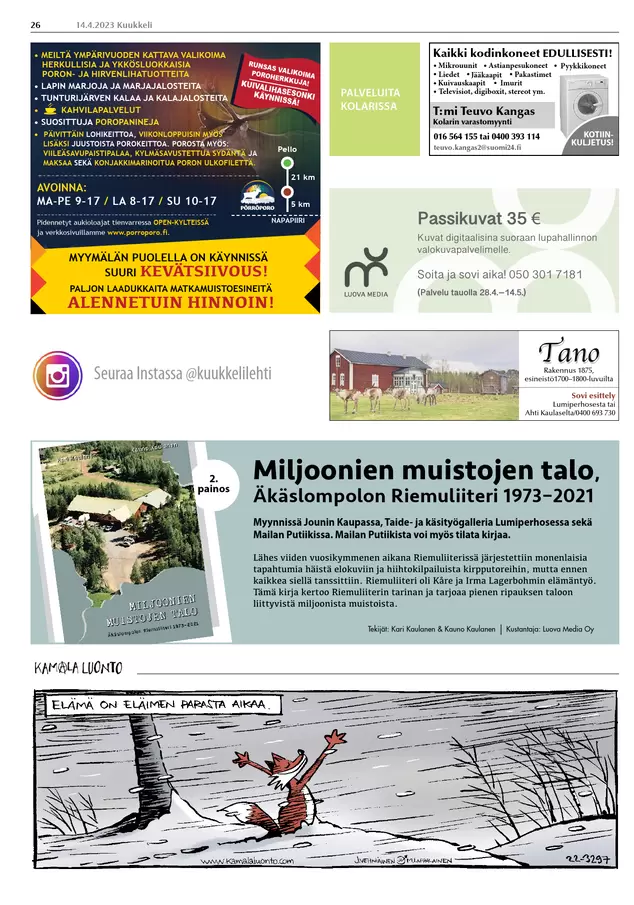 26
14.4.2023 Kuukkeli
• MEILTÄ YMPÄRIVUODEN KATTAVA VALIKOIMA
HERKULLISIA JA YKKÖSLUOKKAISIA
PORON- JA HIRVENLIHATUOTTEITA
• LAPIN MARJOJA JA MARJAJALOSTEITA
• TUNTURIJÄRVEN KALAA JA KALAJALOSTEITA
• KAHVILAPALVELUT
• SUOSITTUJA POROPANINEJA
• PÄIVITTÄIN LOHIKEITTOA, VIIKONLOPPUISIN MYÖS
LISÄKSI JUUSTOISTA POROKEITTOA. POROSTA MYÖS:
VIILEÄSAVUPAISTIPALAA, KYLMÄSAVUSTETTUA SYDÄNTÄ JA
MAKSAA SEKÄ KONJAKKIMARINOITUA PORON ULKOFILETTÄ.
RUNSAS VALIKOIMA
POROHERKKUJA!
KUIVALIHASESONKI
KÄYNNISSÄ!
AVOINNA:
MA-PE 9-17 / LA 8-17 / SU 10-17
Pidennetyt aukioloajat tienvarressa OPEN-KYLTEISSÄ
ja verkkosivuillamme www.porroporo.fi.
PÖRRÖPORO
Pello
21 km
5 km
NAPAPIIRI
MYYMÄLÄN PUOLELLA ON KÄYNNISSÄ
SUURI KEVÄTSIIVOUS!
PALJON LAADUKKAITA MATKAMUISTOESINEITÄ
ALENNETUIN HINNOIN!
PALVELUITA
KOLARISSA
Kaikki kodinkoneet EDULLISESTI!
• Mikrouunit • Astianpesukoneet • Pyykkikoneet
• Liedet • Jääkaapit • Pakastimet
• Kuivauskaapit • Imurit
• Televisiot, digiboxit, stereot ym.
T:mi Teuvo Kangas
Kolarin varastomyynti
016 564 155 tai 0400 393 114
teuvo.kangas2@suomi24.fi
KOTIIN-
KULJETUS!
LUOVA MEDIA
Passikuvat 35 €
Kuvat digitaalisina suoraan lupahallinnon
valokuvapalvelimelle.
Soita ja sovi aika! 050 301 7181
(Palvelu tauolla 28.4.–14.5.)
Seuraa Instassa @kuukkelilehti
Tano
Rakennus 1875,
esineistö1700–1800-luvuilta
Sovi esittely
Lumiperhosesta tai
Ahti Kaulaselta/0400 693 730
Kari Kaulanen Kauno Kaulanen
MILJOONIEN
MUISTOJEN TALO
Äkäslompolon Riemuliiteri 1973–2021
2.
painos
Miljoonien muistojen talo,
Äkäslompolon Riemuliiteri 1973–2021
Myynnissä Jounin Kaupassa, Taide- ja käsityögalleria Lumiperhosessa sekä
Mailan Putiikissa. Mailan Putiikista voi myös tilata kirjaa.
Lähes viiden vuosikymmenen aikana Riemuliiterissä järjestettiin monenlaisia
tapahtumia häistä elokuviin ja hiihtokilpailuista kirpputoreihin, mutta ennen
kaikkea siellä tanssittiin. Riemuliiteri oli Kåre ja Irma Lagerbohmin elämäntyö.
Tämä kirja kertoo Riemuliiterin tarinan ja tarjoaa pienen ripauksen taloon
liittyvistä miljoonista muistoista.
Tekijät: Kari Kaulanen & Kauno Kaulanen | Kustantaja: Luova Media Oy
KAMALA LUONTO
ELÄMÄ ON ELÄIMEN PARASTA AIKAA.
www.kamalaluonto.com
J.VEHNIÄINEN M.MAKARAINEN
22-3297